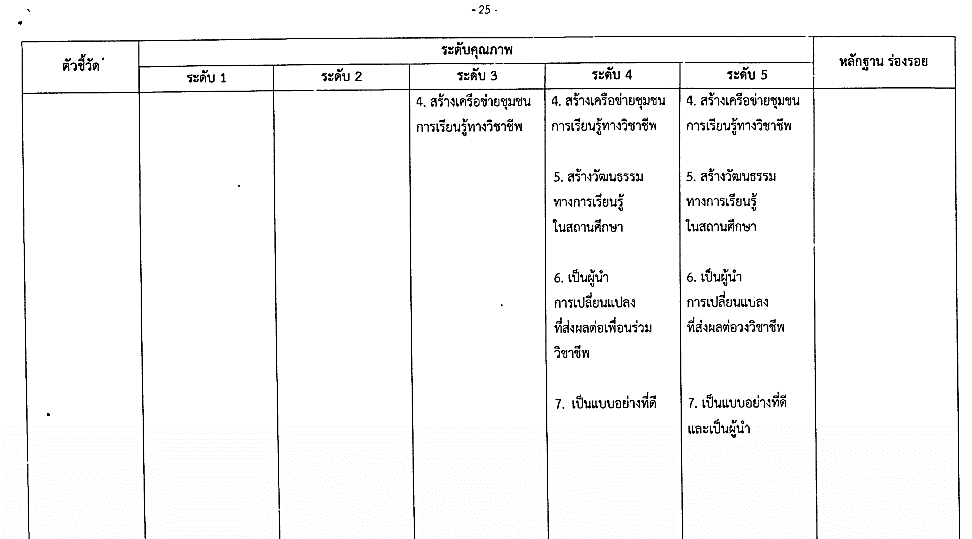 - 25 -
ระดับคุณภาพ
ตัวชี้วัด
หลักฐาน ร่องรอย
ระดับ 1
ระดับ 2
ระดับ 3
ระดับ 4
ระดับ 5
4. สร้างเครือข่ายชุมชน
การเรียนรู้ทางวิชาชีพ
4. สร้างเครือข่ายชุมชน
การเรียนรู้ทางวิชาชีพ
5. สร้างวัฒนธรรม
ทางการเรียนรู้
ในสถานศึกษา
6. เป็นผู้นำ
การเปลี่ยนแปลง
ที่ส่งผลต่อเพื่อนร่วม
วิชาชีพ
7. เป็นแบบอย่างที่ดี
4. สร้างเครือข่ายชุมชน
การเรียนรู้ทางวิชาชีพ
5. สร้างวัฒนธรรม
ทางการเรียนรู้
ในสถานศึกษา
6. เป็นผู้นำ
การเปลี่ยนแปลง
ที่ส่งผลต่อวงวิชาชีพ
7. เป็นแบบอย่างที่ดี
และเป็นผู้นำ